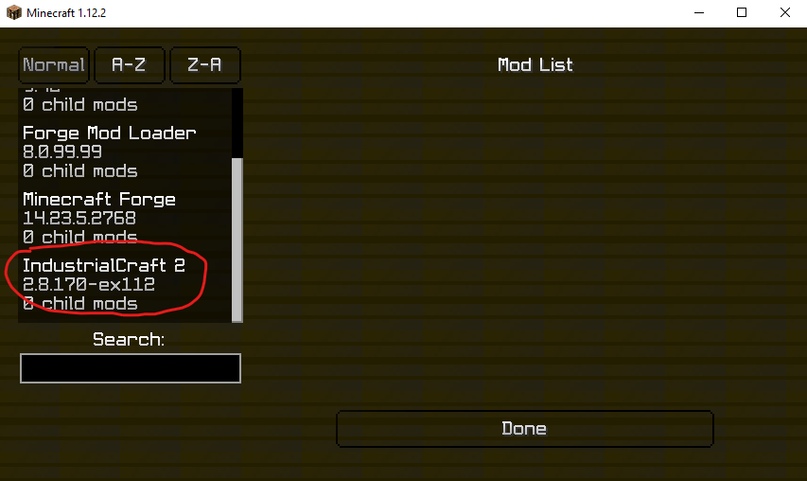 Minecraft 1.12.2
Normal A-Z Z-A
Mod List
0 child mods
Forge Mod Loader
8.0.99.99
0 child mods
Minecraft Forge
14.23.5.2768
0 child mods
IndustrialCraft 2
2.8.170-ex112
0 child mods
Search:
Done